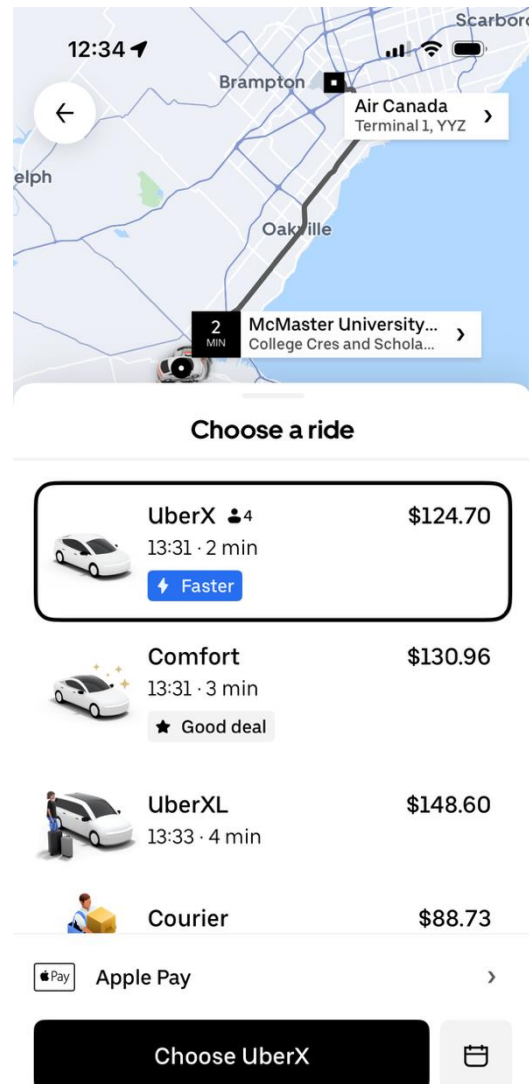 Scarbor
12:34
Brampton
Air Canada
Terminal 1, YYZ
elph
Oakville
2
MIN
McMaster University...
College Cres and Schola...
Choose a ride
UberX 4
$124.70
13:31 · 2 min
Faster
Comfort
$130.96
13:31 · 3 min
Good deal
UberXL
$148.60
13:33 · 4 min
Courier
$88.73
Pay
Apple Pay
Choose UberX